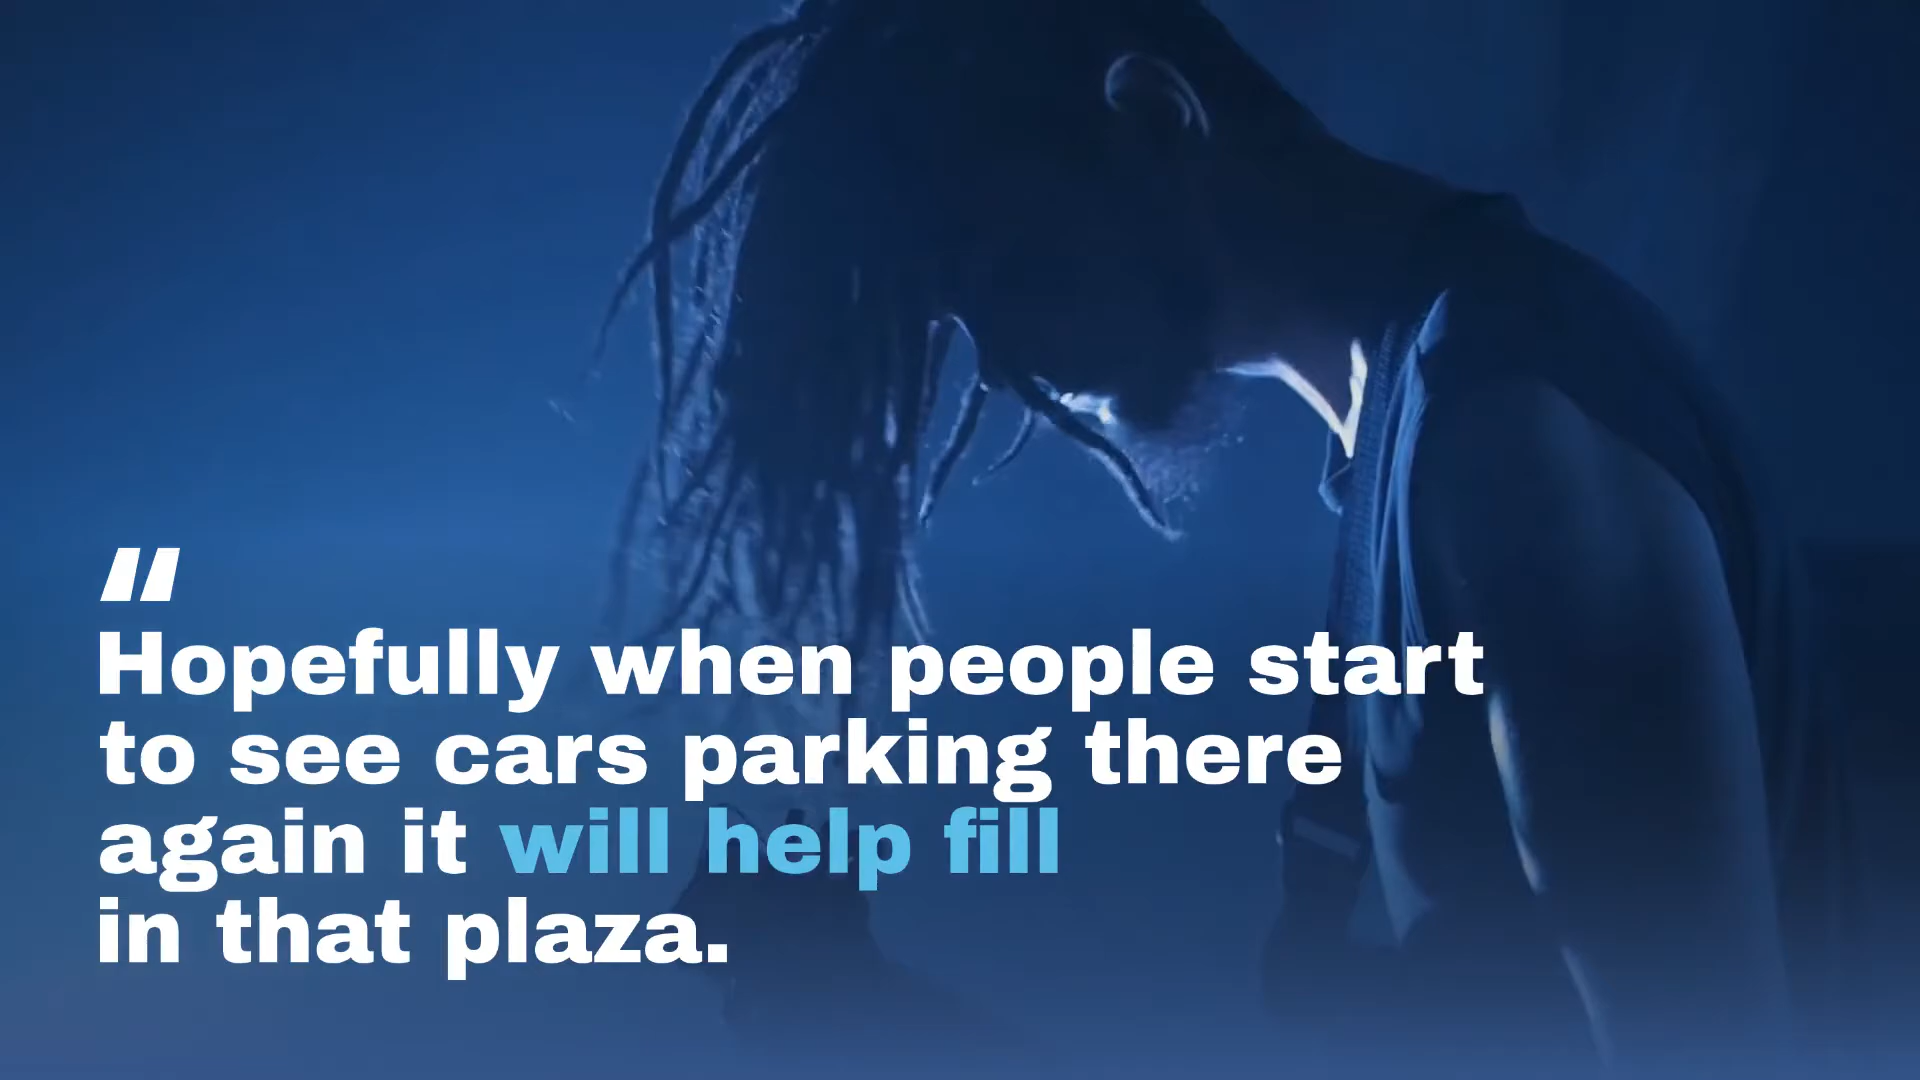 “
Hopefully when people start
to see cars parking there
again it will help fill
in that plaza.